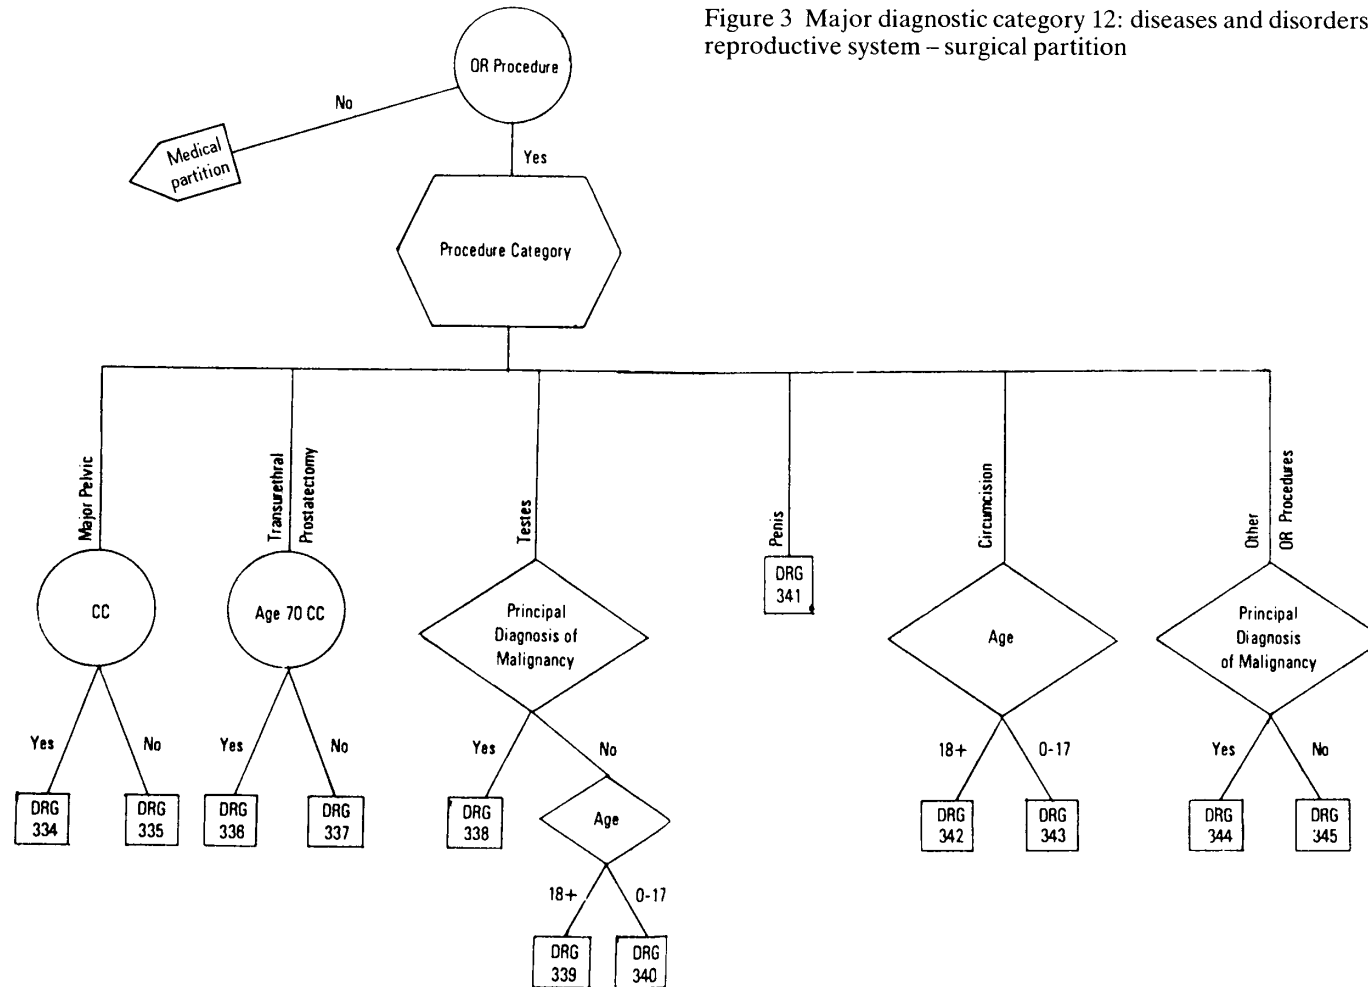 Figure 3 Major diagnostic category 12: diseases and disorders
reproductive system – surgical partition
OR Procedure
No
Yes
Medical
partition
Procedure Category
Major Pelvic
Transurethral
Prostatectomy
Testes
Penis
Circumcision
Other
OR Procedures
CC
Age 70 CC
Principal
Diagnosis of
Malignancy
DRG
341
Age
Principal
Diagnosis
of Malignancy
Yes
No
Yes
No
Yes
No
18+
0-17
Yes
No
DRG
334
DRG
335
DRG
336
DRG
337
DRG
338
Age
DRG
342
DRG
343
DRG
344
DRG
345
18+
0-17
DRG
339
DRG
340